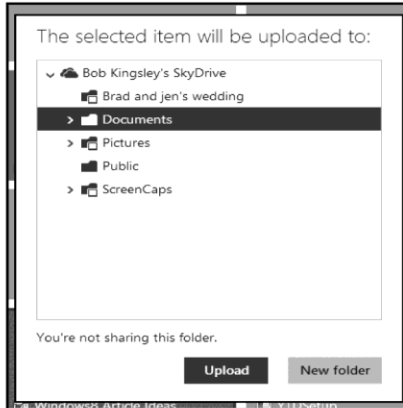 The selected item will be uploaded to:
Bob Kingsley's SkyDrive
Brad and jen's wedding
Documents
Pictures
Public
ScreenCaps
You're not sharing this folder.
Upload New folder
Windows8 Article Ideas YTDSetup